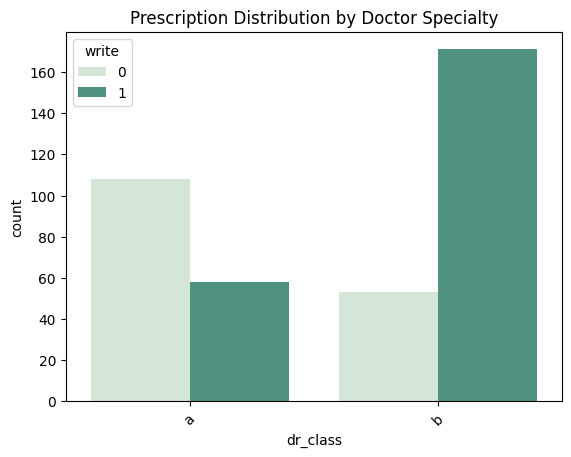 Prescription Distribution by Doctor Specialty
write
0
1
160
140
120
100
80
60
40
20
0
count
a
b
dr_class